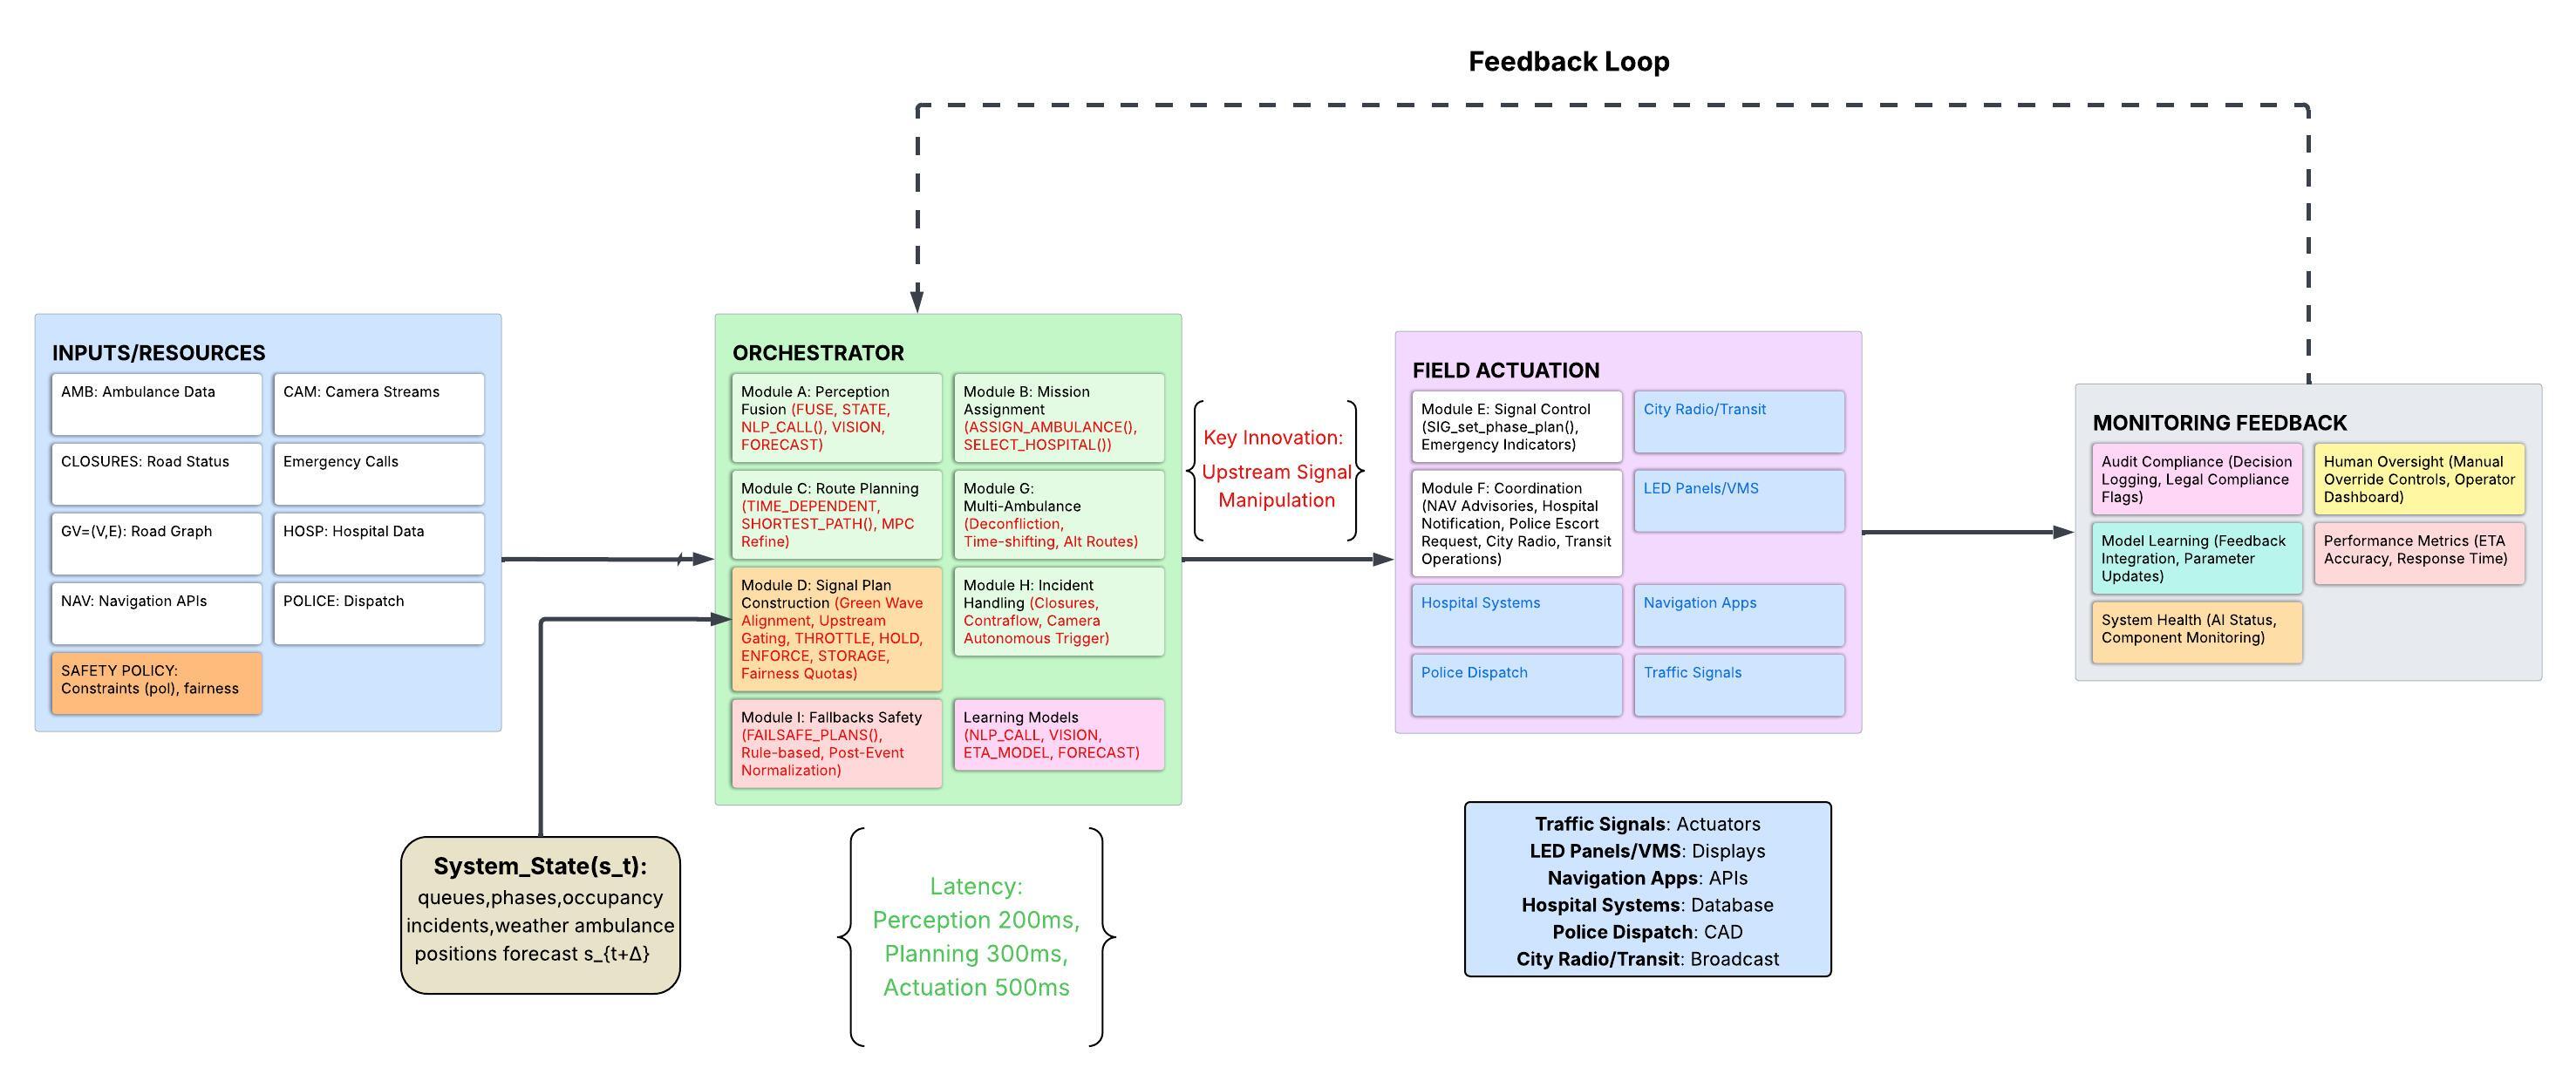 Feedback Loop
INPUTS/RESOURCES
AMB: Ambulance Data
CAM: Camera Streams
CLOSURES: Road Status
Emergency Calls
GV=(V,E): Road Graph
HOSP: Hospital Data
NAV: Navigation APIs
POLICE: Dispatch
SAFETY POLICY:
Constraints (pol), fairness
ORCHESTRATOR
Module A: Perception
Fusion (FUSE, STATE,
NLP_CALL(), VISION,
FORECAST)
Module B: Mission
Assignment
(ASSIGN_AMBULANCE(),
SELECT_HOSPITAL())
Module C: Route Planning
(TIME_DEPENDENT,
SHORTEST_PATH(), MPC
Refine)
Module G:
Multi-Ambulance
(Deconfliction,
Time-shifting, Alt Routes)
Module D: Signal Plan
Construction (Green Wave
Alignment, Upstream
Gating, THROTTLE, HOLD,
ENFORCE, STORAGE,
Fairness Quotas)
Module H: Incident
Handling (Closures,
Contraflow, Camera
Autonomous Trigger)
Module I: Fallbacks Safety
(FAILSAFE_PLANS(),
Rule-based, Post-Event
Normalization)
Learning Models
(NLP_CALL, VISION,
ETA_MODEL, FORECAST)
Key Innovation:
Upstream Signal
Manipulation
FIELD ACTUATION
Module E: Signal Control
(SIG_set_phase_plan(),
Emergency Indicators)
City Radio/Transit
Module F: Coordination
(NAV Advisories, Hospital
Notification, Police Escort
Request, City Radio, Transit
Operations)
LED Panels/VMS
Hospital Systems
Navigation Apps
Police Dispatch
Traffic Signals
MONITORING FEEDBACK
Audit Compliance (Decision
Logging, Legal Compliance
Flags)
Human Oversight (Manual
Override Controls, Operator
Dashboard)
Model Learning (Feedback
Integration, Parameter
Updates)
Performance Metrics (ETA
Accuracy, Response Time)
System Health (AI Status,
Component Monitoring)
System_State(s_t):
queues,phases,occupancy
incidents,weather ambulance
positions forecast s_{t+Δ}
Latency:
Perception 200ms,
Planning 300ms,
Actuation 500ms
Traffic Signals: Actuators
LED Panels/VMS: Displays
Navigation Apps: APIs
Hospital Systems: Database
Police Dispatch: CAD
City Radio/Transit: Broadcast